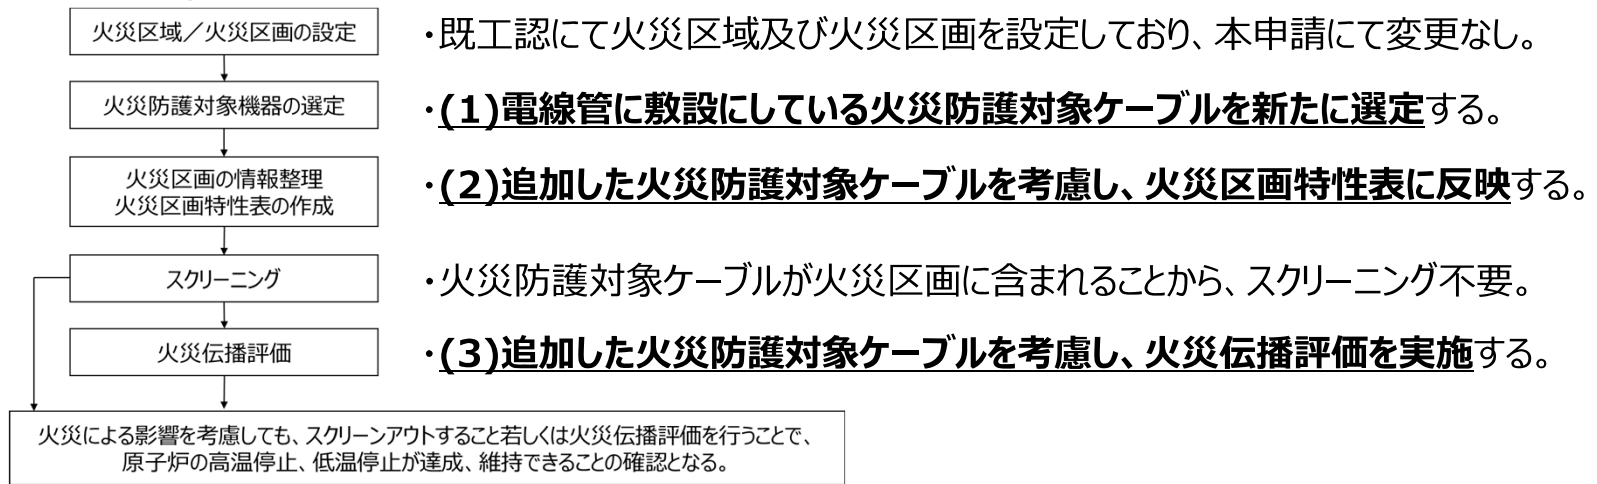 火災区域／火災区画の設定
・既工認にて火災区域及び火災区画を設定しており、本申請にて変更なし。
火災防護対象機器の選定
・(1)電線管に敷設にしている火災防護対象ケーブルを新たに選定する。
火災区画の情報整理
火災区画特性表の作成
・(2)追加した火災防護対象ケーブルを考慮し、火災区画特性表に反映する。
スクリーニング
・火災防護対象ケーブルが火災区画に含まれることから、スクリーニング不要。
火災伝播評価
・(3)追加した火災防護対象ケーブルを考慮し、火災伝播評価を実施する。
火災による影響を考慮しても、スクリーンアウトすること若しくは火災伝播評価を行うことで、
原子炉の高温停止、低温停止が達成、維持できることの確認となる。